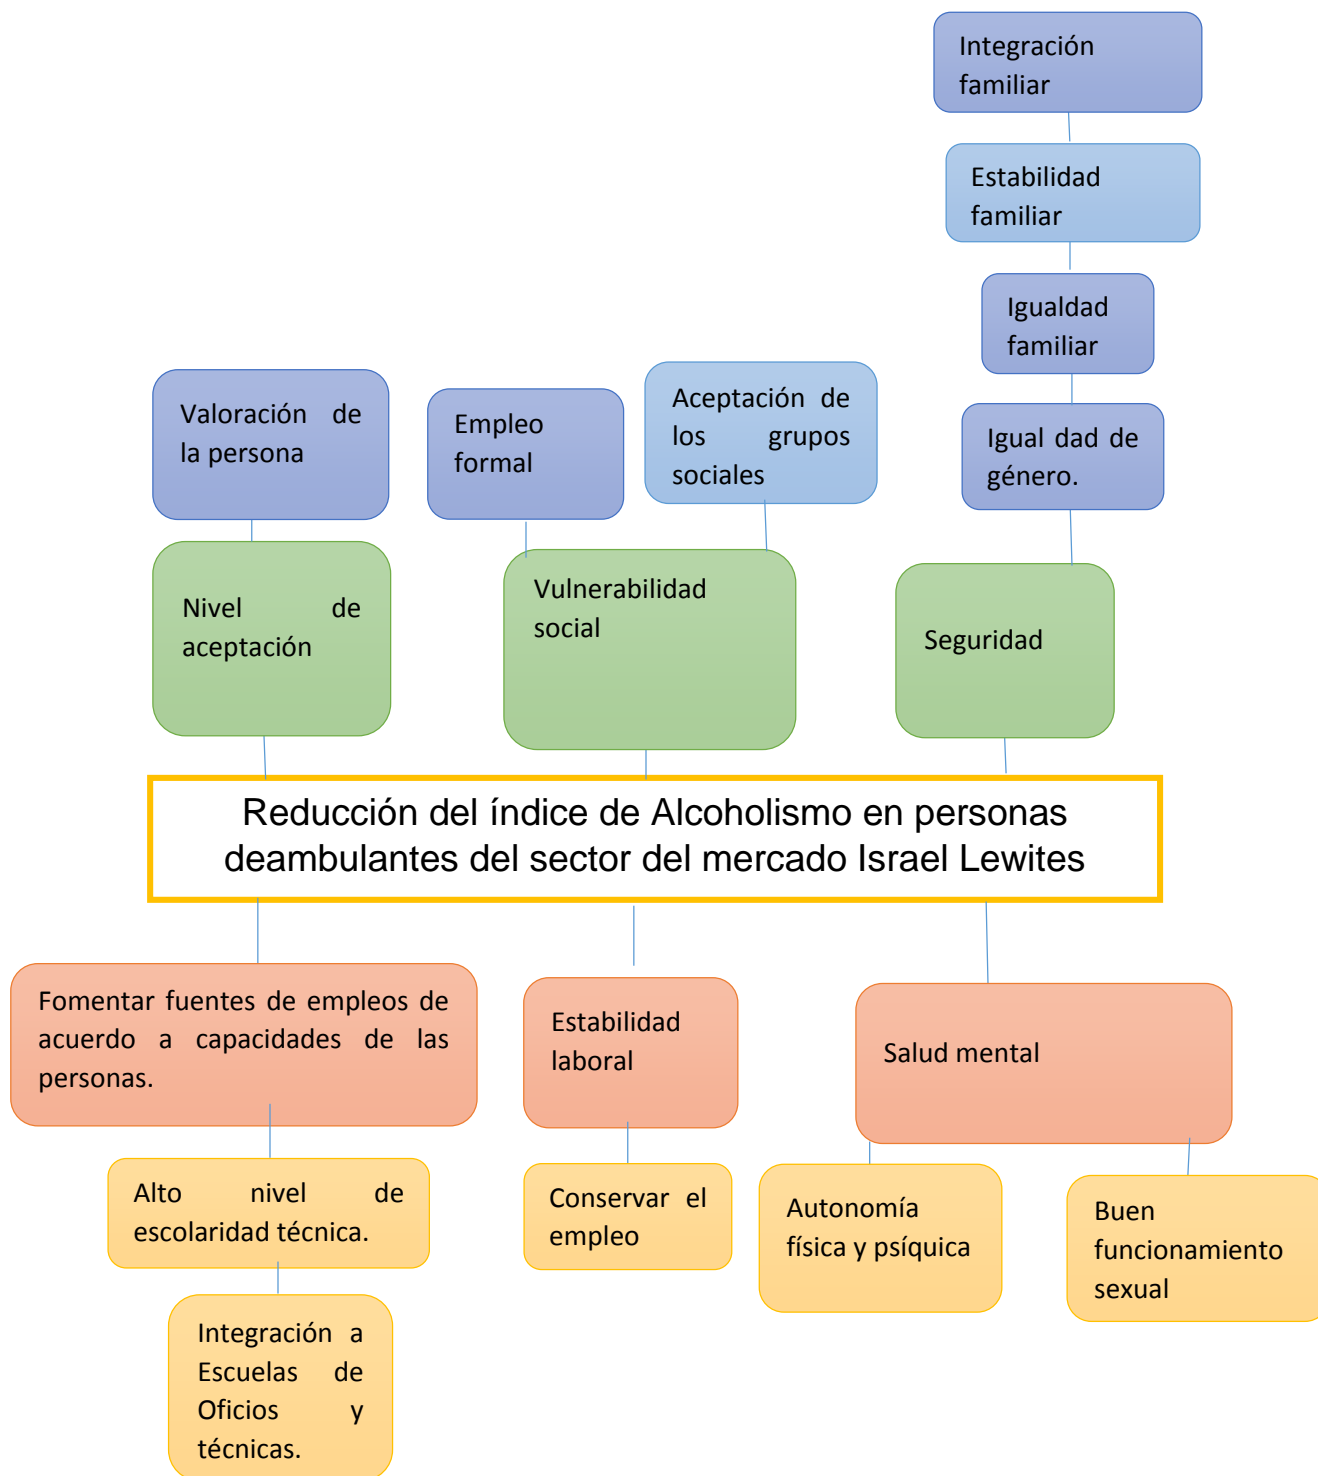 Integración
familiar
Estabilidad
familiar
Igualdad
familiar
Valoración de
la persona
Empleo
formal
Aceptación de
los grupos
sociales
Igual dad de
género.
Nivel de
aceptación
Vulnerabilidad
social
Seguridad
Reducción del índice de Alcoholismo en personas
deambulantes del sector del mercado Israel Lewites
Fomentar fuentes de empleos de
acuerdo a capacidades de las
personas.
Estabilidad
laboral
Salud mental
Alto nivel de
escolaridad técnica.
Conservar el
empleo
Autonomía
física y psíquica
Buen
funcionamiento
sexual
Integración a
Escuelas de
Oficios y
técnicas.